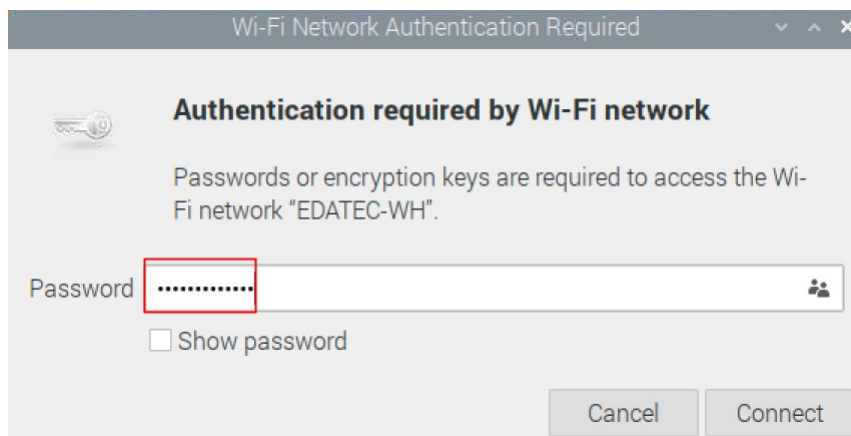 Wi-Fi Network Authentication Required
Authentication required by Wi-Fi network
Passwords or encryption keys are required to access the Wi-
Fi network “EDATEC-WH”.
Password •••••••••••••
Show password
Cancel Connect